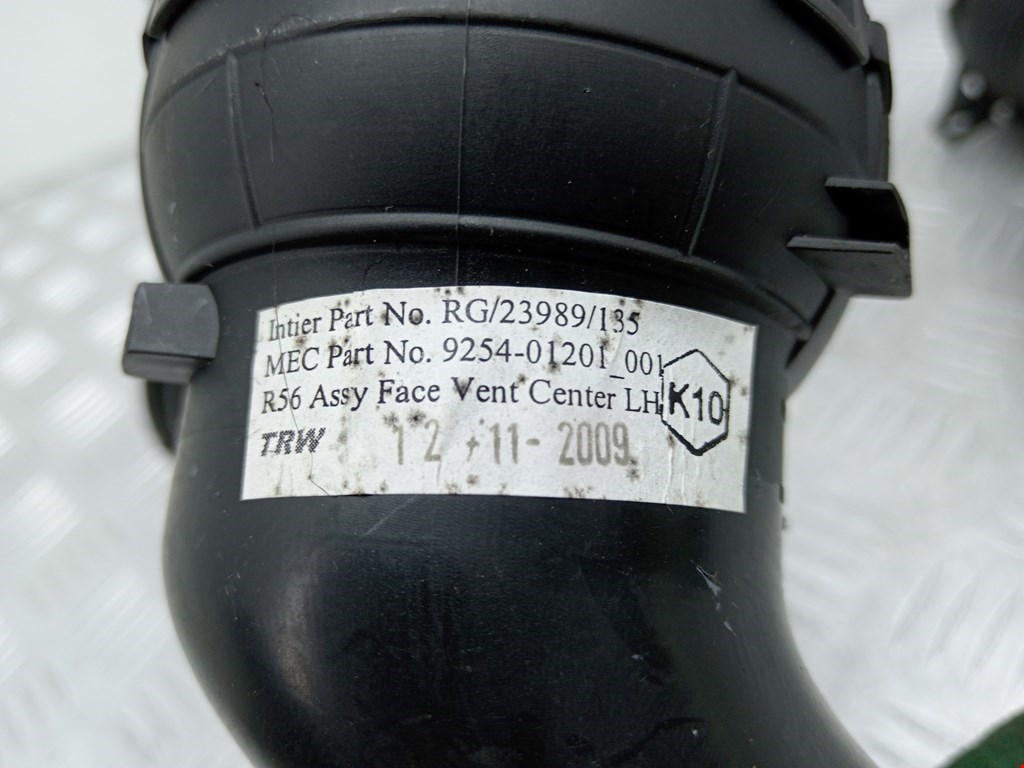 Intier Part No. RG/23989/135
MEC Part No. 9254-01201_001
R56 Assy Face Vent Center LH
K10
TRW 12-11-2009